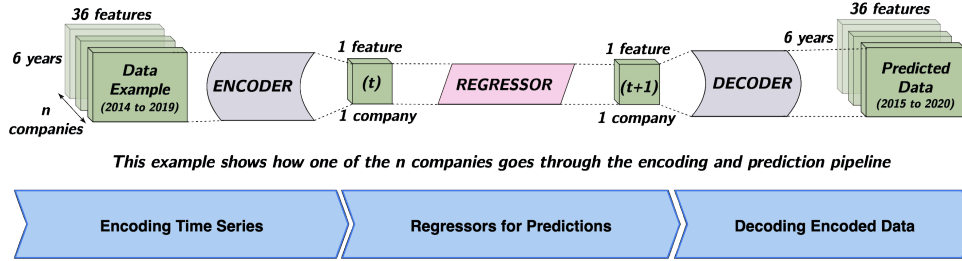 36 features
6 years
n
companies
Data
Example
(2014 to 2019)
ENCODER
1 feature
(t)
1 company
REGRESSOR
1 feature
(t+1)
1 company
DECODER
36 features
6 years
Predicted
Data
(2015 to 2020)
This example shows how one of the n companies goes through the encoding and prediction pipeline
Encoding Time Series
Regressors for Predictions
Decoding Encoded Data